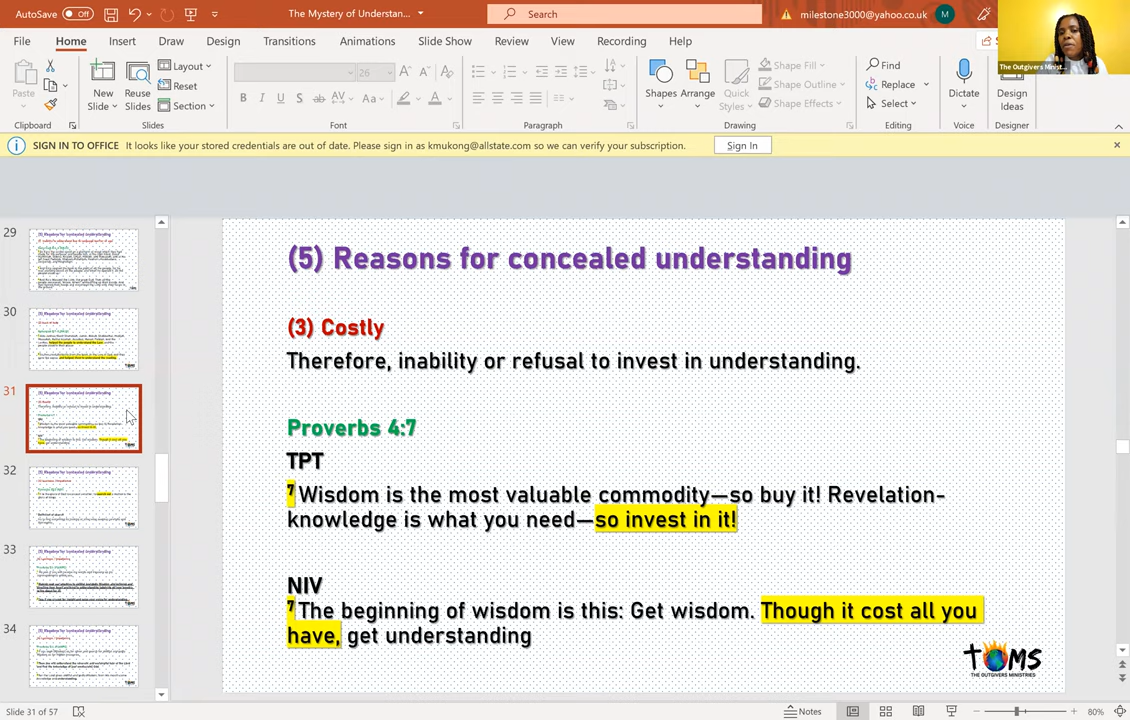 AutoSave Off The Mystery of Understan... Search milestone3000@yahoo.co.uk M
The Outgivers Minist...
File Home Insert Draw Design Transitions Animations Slide Show Review View Recording Help
Paste New Slide Reuse Slides Layout Reset Section 26 Shapes Arrange Quick Styles Shape Fill Shape Outline Shape Effects Find Replace Select Dictate Design Ideas
Clipboard Slides Font Paragraph Drawing Editing Voice Designer
SIGN IN TO OFFICE It looks like your stored credentials are out of date. Please sign in as kmukong@allstate.com so we can verify your subscription. Sign In
29
30
31
32
33
34
(5) Reasons for concealed understanding
(3) Costly
Therefore, inability or refusal to invest in understanding.
Proverbs 4:7
TPT
7 Wisdom is the most valuable commodity—so buy it! Revelation-
knowledge is what you need—so invest in it!
NIV
7 The beginning of wisdom is this: Get wisdom. Though it cost all you
have, get understanding
TOMS
THE OUTGIVERS MINISTRIES
Slide 31 of 57 Notes 80%